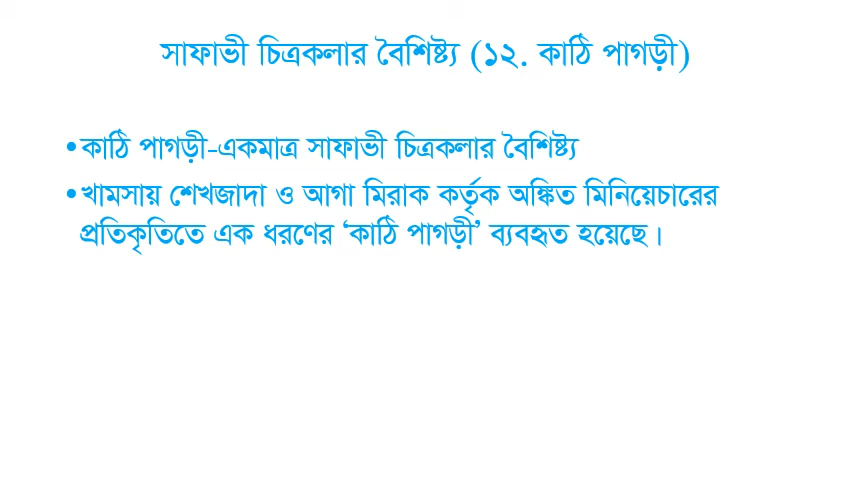 সাফাভী চিত্রকলার বৈশিষ্ট্য (১২. কাঠি পাগড়ী)
•কাঠি পাগড়ী-একমাত্র সাফাভী চিত্রকলার বৈশিষ্ট্য
•খামসায় শেখজাদা ও আগা মিরাক কর্তৃক অঙ্কিত মিনিয়েচারের
প্রতিকৃতিতে এক ধরণের ‘কাঠি পাগড়ী’ ব্যবহৃত হয়েছে।